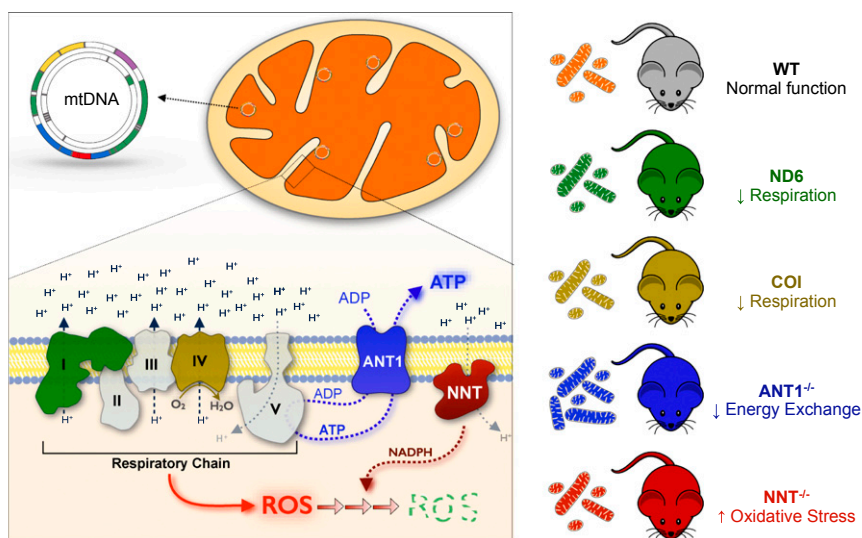 mtDNA
H⁺ H⁺ H⁺ H⁺ H⁺ H⁺ H⁺ H⁺ H⁺ H⁺
ATP
ADP
NNT
H⁺ H⁺ H⁺
I
II
III
IV
V
ANT1
NNT
O₂
H₂O
ADP
ATP
H⁺
H⁺
H⁺
H⁺
H⁺
NADPH
Respiratory Chain
ROS
ROS
WT
Normal function
ND6
↓ Respiration
COI
↓ Respiration
ANT1⁻/⁻
↓ Energy Exchange
NNT⁻/⁻
↑ Oxidative Stress